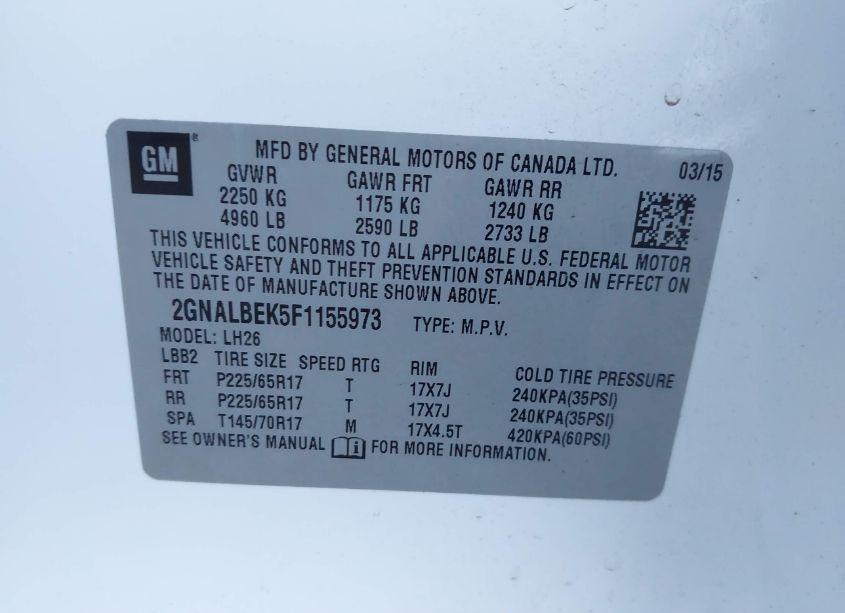 GM ®
MFD BY GENERAL MOTORS OF CANADA LTD. 03/15
GVWR GAWR FRT GAWR RR
2250 KG 1175 KG 1240 KG
4960 LB 2590 LB 2733 LB
THIS VEHICLE CONFORMS TO ALL APPLICABLE U.S. FEDERAL MOTOR
VEHICLE SAFETY AND THEFT PREVENTION STANDARDS IN EFFECT ON
THE DATE OF MANUFACTURE SHOWN ABOVE.
2GNALBEK5F1155973 TYPE: M.P.V.
MODEL: LH26
LBB2 TIRE SIZE SPEED RTG RIM COLD TIRE PRESSURE
FRT P225/65R17 T 17X7J 240KPA(35PSI)
RR P225/65R17 T 17X7J 240KPA(35PSI)
SPA T145/70R17 M 17X4.5T 420KPA(60PSI)
SEE OWNER'S MANUAL FOR MORE INFORMATION.